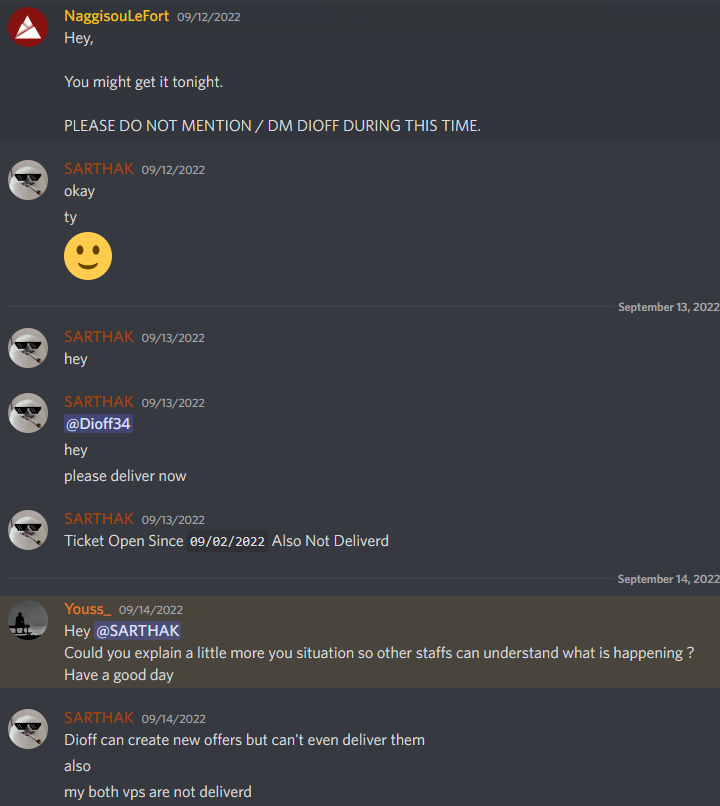 NaggisouLeFort 09/12/2022
Hey,
You might get it tonight.
PLEASE DO NOT MENTION / DM DIOFF DURING THIS TIME.
SARTHAK 09/12/2022
okay
ty
September 13, 2022
SARTHAK 09/13/2022
hey
SARTHAK 09/13/2022
@Dioff34
hey
please deliver now
SARTHAK 09/13/2022
Ticket Open Since 09/02/2022 Also Not Deliverd
September 14, 2022
Youss_ 09/14/2022
Hey @SARTHAK
Could you explain a little more you situation so other staffs can understand what is happening ?
Have a good day
SARTHAK 09/14/2022
Dioff can create new offers but can't even deliver them
also
my both vps are not deliverd